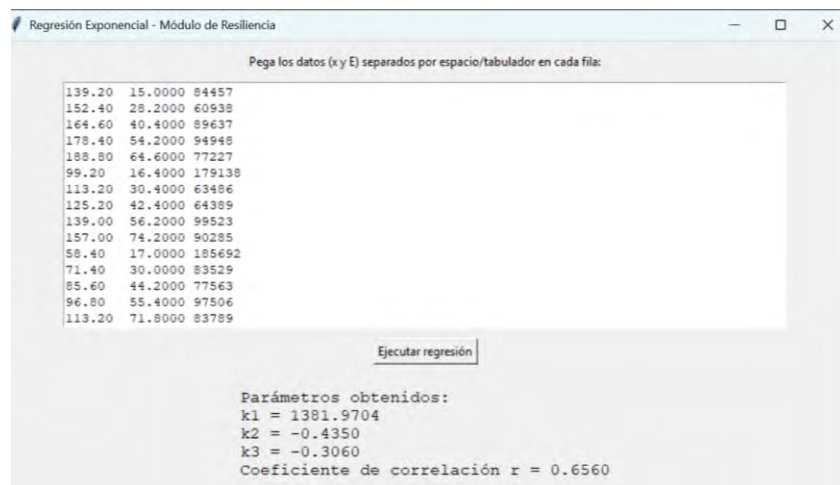 Regresión Exponencial - Módulo de Resiliencia
Pega los datos (x y E) separados por espacio/tabulador en cada fila:
139.20 15.0000 84457
152.40 28.2000 60938
164.60 40.4000 89637
178.40 54.2000 94948
188.80 64.6000 77227
99.20 16.4000 179138
113.20 30.4000 63486
125.20 42.4000 64389
139.00 56.2000 99523
157.00 74.2000 90285
58.40 17.0000 185692
71.40 30.0000 83529
85.60 44.2000 77563
96.80 55.4000 97506
113.20 71.8000 83789
Ejecutar regresión
Parámetros obtenidos:
k1 = 1381.9704
k2 = -0.4350
k3 = -0.3060
Coeficiente de correlación r = 0.6560